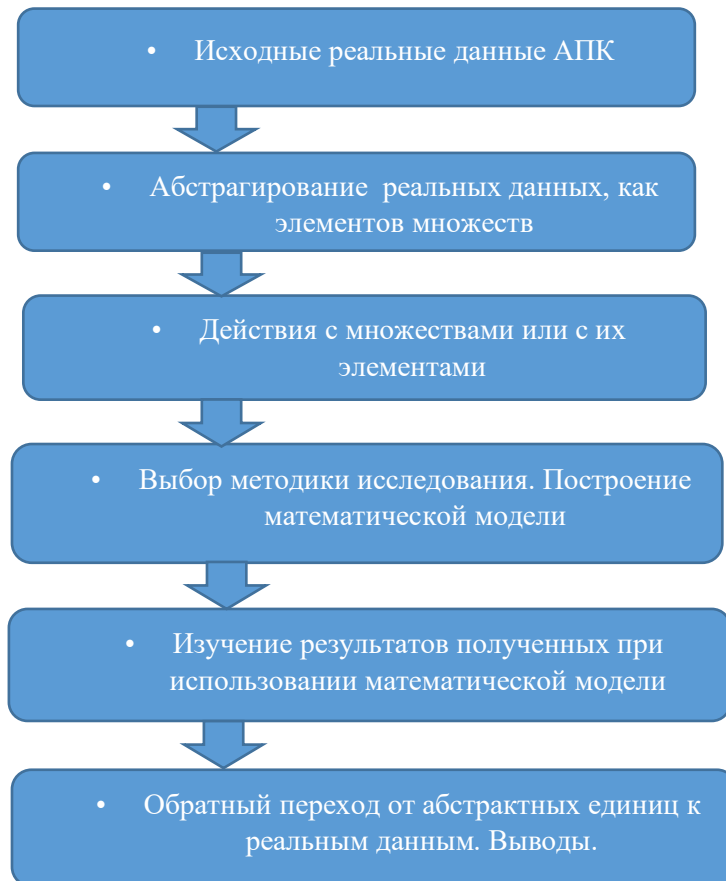 • Исходные реальные данные АПК
• Абстрагирование реальных данных, как
элементов множеств
• Действия с множествами или с их
элементами
• Выбор методики исследования. Построение
математической модели
• Изучение результатов полученных при
использовании математической модели
• Обратный переход от абстрактных единиц к
реальным данным. Выводы.